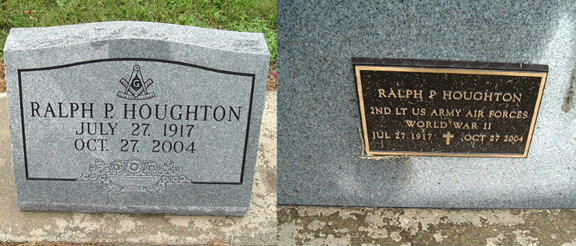 G
RALPH P. HOUGHTON
JULY 27, 1917
OCT. 27, 2004
RALPH P HOUGHTON
2ND LT US ARMY AIR FORCES
WORLD WAR II
JUL 27 1917 ✝ OCT 27 2004